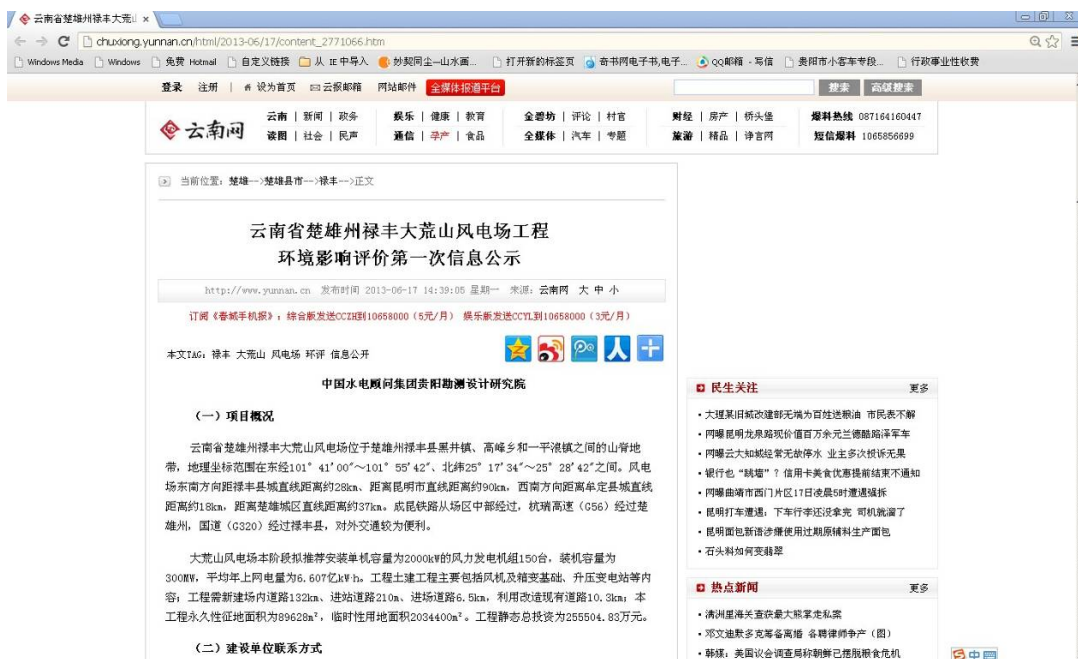 云南省楚雄州禄丰大荒山
chuxiong.yunnan.cn/html/2013-06/17/content_2771066.htm
Windows Media Windows 免费 Hotmail 自定义链接 从 IE 中导入 妙契同尘—山水画... 打开新的标签页 奇书网电子书,电子... QQ邮箱 - 写信 贵阳市小客车专段... 行政事业性收费
登录 注册 | 设为首页 云报邮箱 网站邮件 全媒体报道平台 搜索 高级搜索
云南网
云南 | 新闻 | 政务 娱乐 | 健康 | 教育 金碧坊 | 评论 | 村官 财经 | 房产 | 桥头堡 爆料热线 087164160447
读图 | 社会 | 民声 通信 | 寻产 | 食品 全媒体 | 汽车 | 专题 旅游 | 精品 | 诤言网 短信爆料 1065856699
当前位置: 楚雄-->楚雄县市-->禄丰-->正文
云南省楚雄州禄丰大荒山风电场工程
环境影响评价第一次信息公示
http://www.yunnan.cn 发布时间 2013-06-17 14:39:05 星期一 来源: 云南网 大 中 小
订阅《春城手机报》: 综合版发送CCZH到10658000 (5元/月) 娱乐版发送CCYL到10658000 (3元/月)
本文TAG: 禄丰 大荒山 风电场 环评 信息公开
中国水电顾问集团贵阳勘测设计研究院
(一) 项目概况
云南省楚雄州禄丰大荒山风电场位于楚雄州禄丰县黑井镇、高峰乡和一平浪镇之间的山脊地
带, 地理坐标范围在东经101° 41′00″～101° 55′42″、北纬25° 17′34″～25° 28′42″之间。风电
场东南方向距禄丰县城直线距离约28km、距离昆明市直线距离约90km, 西南方向距离牟定县城直线
距离约18km, 距离楚雄城区直线距离约37km。成昆铁路从场区中部经过, 杭瑞高速 (G56) 经过楚
雄州, 国道 (G320) 经过禄丰县, 对外交通较为便利。
大荒山风电场本阶段拟推荐安装单机容量为2000kW的风力发电机组150台, 装机容量为
300MW, 平均年上网电量为6.607亿kW·h。工程土建工程主要包括风机及箱变基础、升压变电站等内
容; 工程需新建场内道路132km、进站道路210m、进场道路6.5km, 利用改造现有道路10.3km; 本
工程永久性征地面积为89628m², 临时性用地面积2034400m²。工程静态总投资为255504.83万元。
(二) 建设单位联系方式
民生关注 更多
·大理某旧城改建部无端为百姓送粮油 市民表不解
·网曝昆明龙泉路现价值百万余元兰德酷路泽军车
·网曝云大知城经常无故停水 业主多次投诉无果
·银行也“跳墙”? 信用卡美食优惠提前结束不通知
·网曝曲靖市西门片区17日凌晨5时遭遇强拆
·昆明打车遭遇: 下车行李还没拿完 司机就溜了
·昆明面包新语涉嫌使用过期原辅料生产面包
·石头料如何变翡翠
热点新闻 更多
·满洲里海关查获最大熊掌走私案
·邓文迪默多克筹备离婚 各聘律师争产 (图)
·韩媒: 美国议会调查局称朝鲜已摆脱粮食危机
中